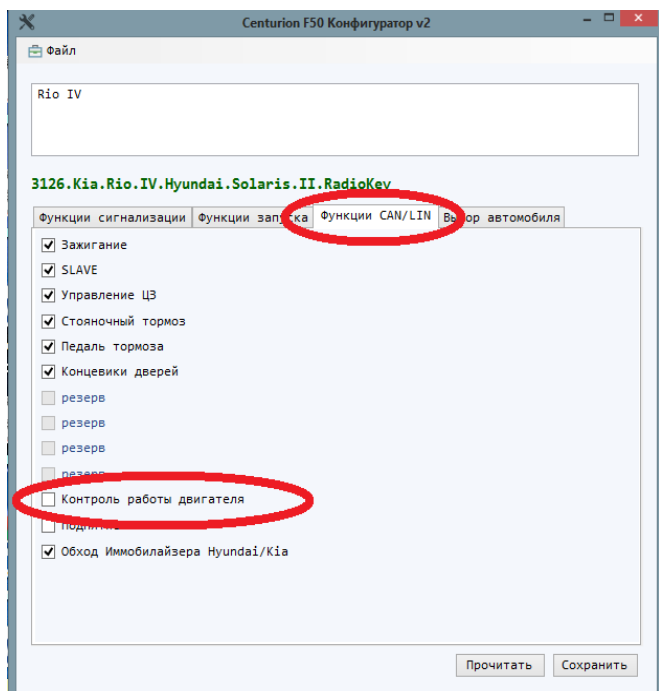 Centurion F50 Конфигуратор v2
Файл
Rio IV
3126.Kia.Rio.IV.Hyundai.Solaris.II.RadioKey
Функции сигнализации Функции запуска Функции CAN/LIN Выбор автомобиля
Зажигание
SLAVE
Управление ЦЗ
Стояночный тормоз
Педаль тормоза
Концевики дверей
резерв
резерв
резерв
резерв
Контроль работы двигателя
Обход Иммобилайзера Hyundai/Kia
Прочитать Сохранить